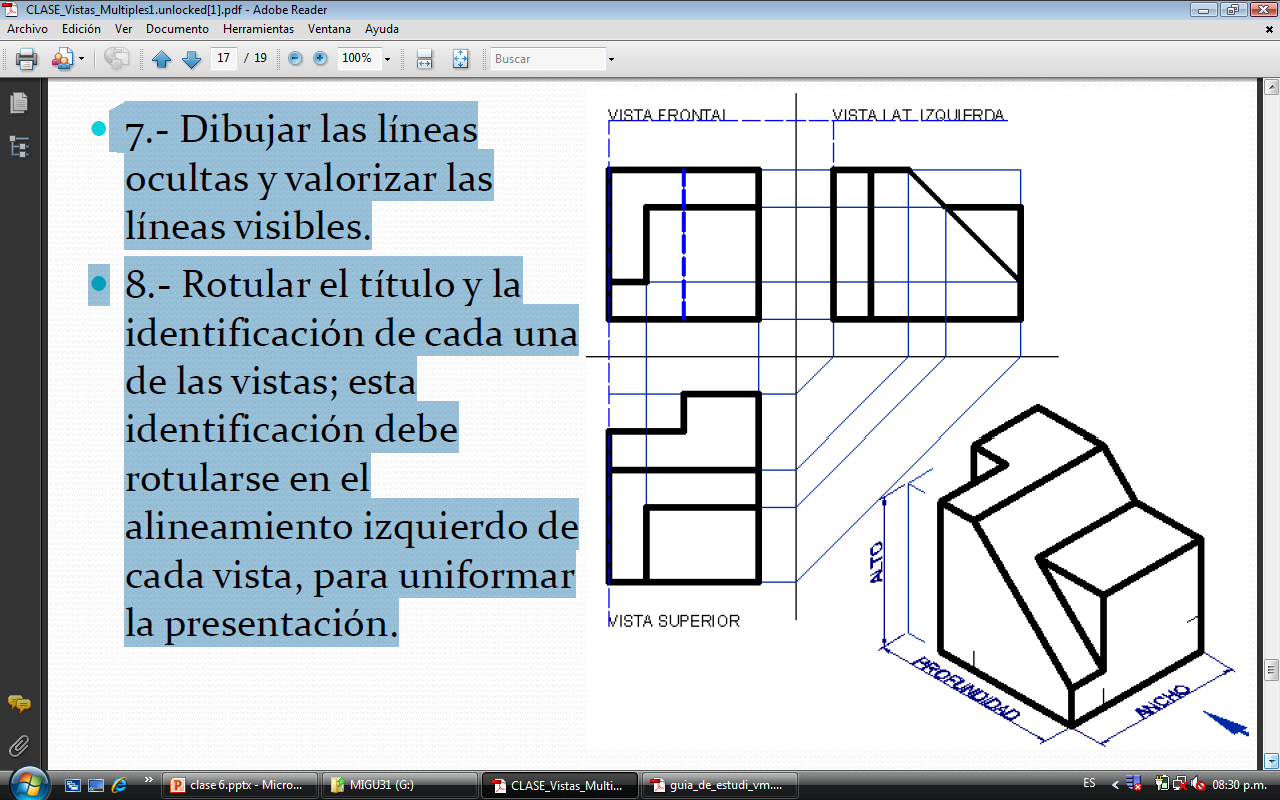 CLASE_Vistas_Multiples1.unlocked[1].pdf - Adobe Reader
Archivo Edición Ver Documento Herramientas Ventana Ayuda
17 / 19 100% Buscar
7.- Dibujar las líneas
ocultas y valorizar las
líneas visibles.
8.- Rotular el título y la
identificación de cada una
de las vistas; esta
identificación debe
rotularse en el
alineamiento izquierdo de
cada vista, para uniformar
la presentación.
VISTA FRONTAL
VISTA LAT. IZQUIERDA
VISTA SUPERIOR
ALTO
PROFUNDIDAD
ANCHO
clase 6.pptx - Micro...
MIGU31 (G:)
CLASE_Vistas_Multi...
guia_de_estudi_vm....
ES
08:30 p.m.